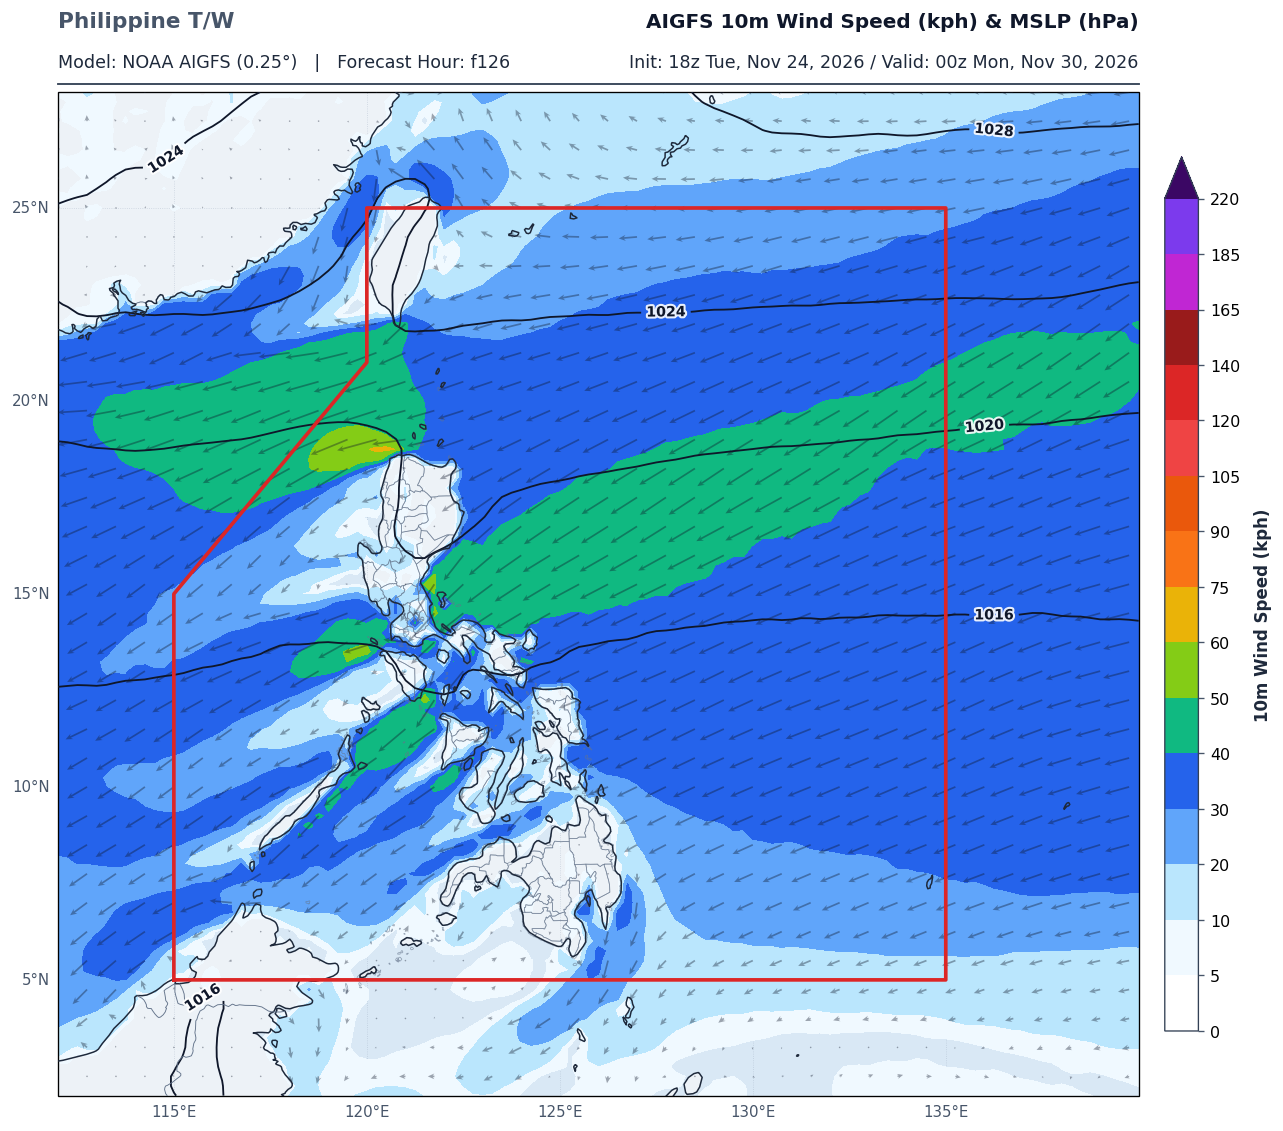 Philippine T/W
AIGFS 10m Wind Speed (kph) & MSLP (hPa)
Model: NOAA AIGFS (0.25°) | Forecast Hour: f126
Init: 18z Tue, Nov 24, 2026 / Valid: 00z Mon, Nov 30, 2026
1028
1024
25°N
1024
20°N
1020
15°N
1016
10°N
5°N
1016
115°E
120°E
125°E
130°E
135°E
220
185
165
140
120
105
90
75
60
50
40
30
20
10
5
0
10m Wind Speed (kph)